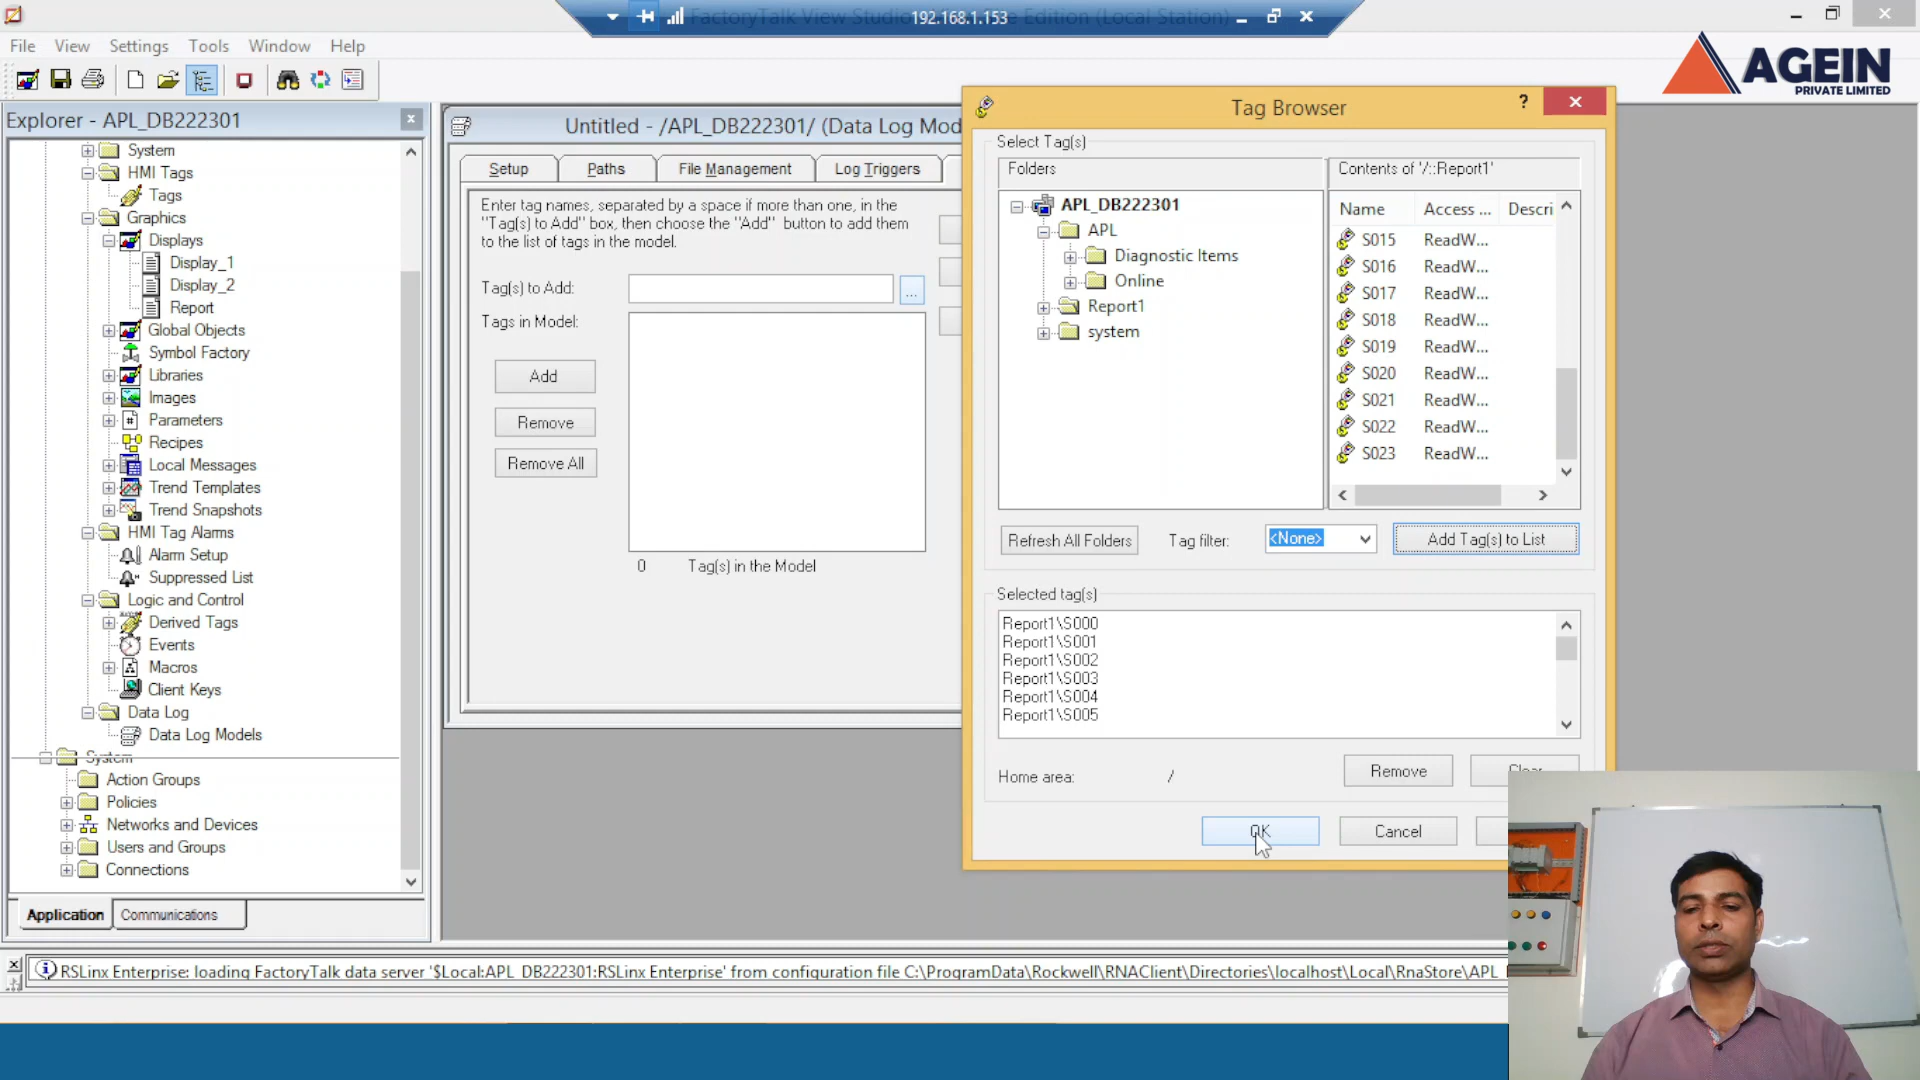 FactoryTalk View Studio
192.168.1.153
Edition (Local Station)
File View Settings Tools Window Help
AGEIN
PRIVATE LIMITED
Explorer - APL_DB222301
System
HMI Tags
Tags
Graphics
Displays
Display_1
Display_2
Report
Global Objects
Symbol Factory
Libraries
Images
Parameters
Recipes
Local Messages
Trend Templates
Trend Snapshots
HMI Tag Alarms
Alarm Setup
Suppressed List
Logic and Control
Derived Tags
Events
Macros
Client Keys
Data Log
Data Log Models
System
Action Groups
Policies
Networks and Devices
Users and Groups
Connections
Application Communications
Untitled - /APL_DB222301/ (Data Log Mod
Setup Paths File Management Log Triggers
Enter tag names, separated by a space if more than one, in the
"Tag(s) to Add" box, then choose the "Add" button to add them
to the list of tags in the model.
Tag(s) to Add:
...
Tags in Model:
Add
Remove
Remove All
0 Tag(s) in the Model
Tag Browser
?
Select Tag(s)
Folders
APL_DB222301
APL
Diagnostic Items
Online
Report1
system
Contents of '/::Report1'
Name Access ... Descri
S015 ReadW...
S016 ReadW...
S017 ReadW...
S018 ReadW...
S019 ReadW...
S020 ReadW...
S021 ReadW...
S022 ReadW...
S023 ReadW...
Refresh All Folders Tag filter: <None> Add Tag(s) to List
Selected tag(s)
Report1\S000
Report1\S001
Report1\S002
Report1\S003
Report1\S004
Report1\S005
Home area: / Remove Clear
OK Cancel
RSLinx Enterprise: loading FactoryTalk data server '$Local:APL_DB222301:RSLinx Enterprise' from configuration file C:\ProgramData\Rockwell\RNAClient\Directories\localhost\Local\RnaStore\APL_